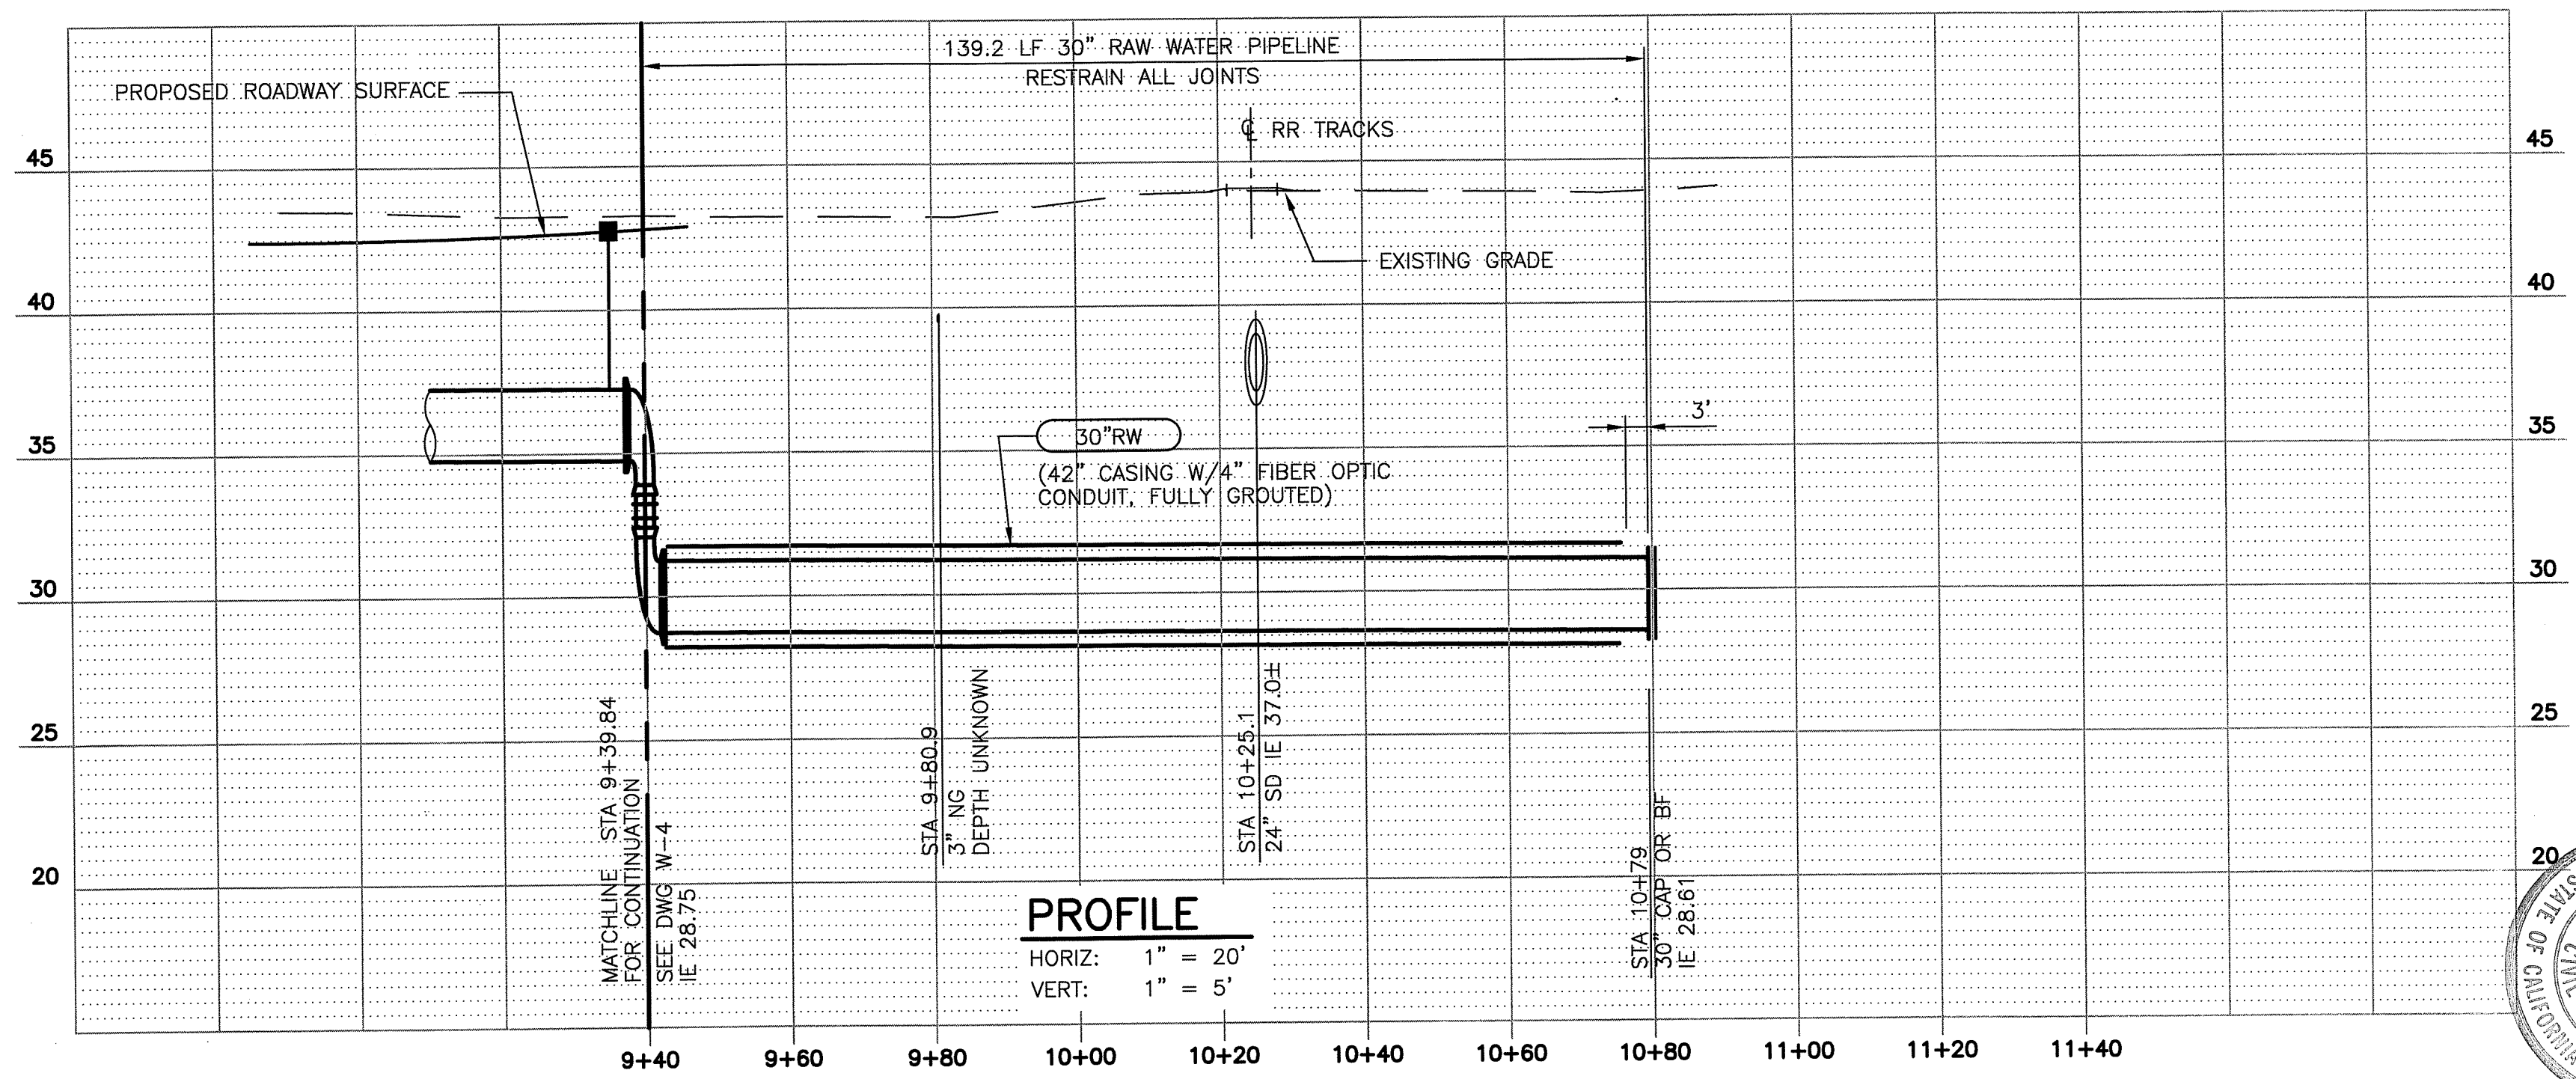 139.2 LF 30" RAW WATER PIPELINE
RESTRAIN ALL JOINTS
PROPOSED ROADWAY SURFACE
℄ RR TRACKS
45
45
EXISTING GRADE
40
40
3'
30"RW
35
35
(42" CASING W/4" FIBER OPTIC
CONDUIT, FULLY GROUTED)
30
30
25
25
20
20
MATCHLINE STA 9+39.84
FOR CONTINUATION
SEE DWG W-4
IE 28.75
STA 9+80.9
3" NG
DEPTH UNKNOWN
STA 10+25.1
24" SD IE 37.0±
STA 10+79
30" CAP OR BF
IE 28.61
PROFILE
HORIZ: 1" = 20'
VERT: 1" = 5'
9+40 9+60 9+80 10+00 10+20 10+40 10+60 10+80 11+00 11+20 11+40
STATE OF CALIFORNIA
CIVIL